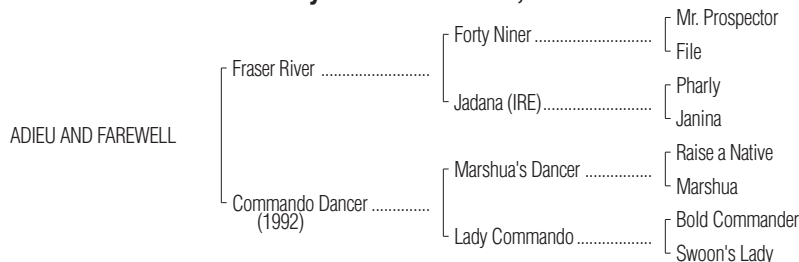 Mr. Prospector
Forty Niner ............................
File
Fraser River ..........................
Pharly
Jadana (IRE)..........................
Janina
ADIEU AND FAREWELL
Raise a Native
Marshua's Dancer ................
Marshua
Commando Dancer ..............
(1992)
Bold Commander
Lady Commando ..................
Swoon's Lady